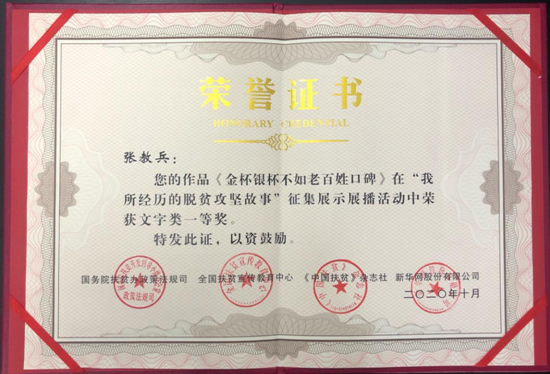 荣誉证书
HONORARY CREDENTIAL
张教兵：
您的作品《金杯银杯不如老百姓口碑》在“我
所经历的脱贫攻坚故事”征集展示展播活动中荣
获文字类一等奖。
特发此证，以资鼓励。
国务院扶贫办政策法规司 全国扶贫宣传教育中心 《中国扶贫》杂志社 新华网股份有限公司
政策法规司
二〇二〇年十月